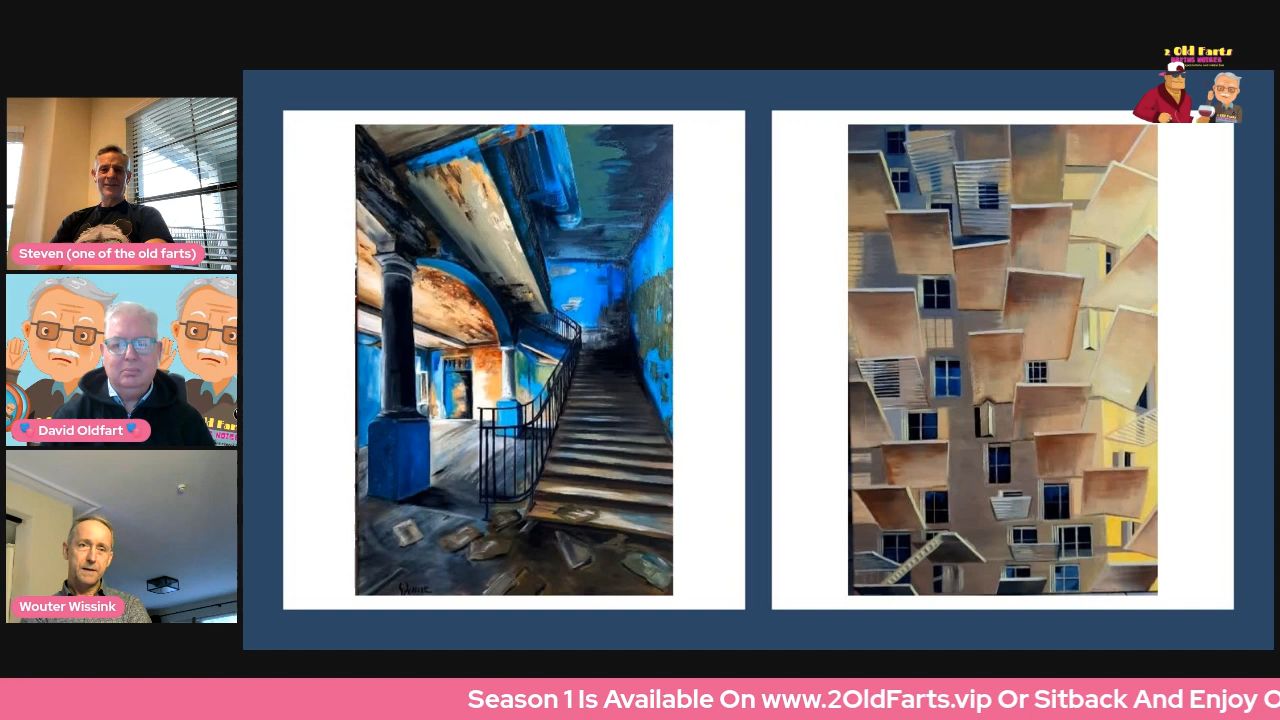 2 Old Farts
Steven (one of the old farts)
David Oldfart
Wouter Wissink
Season 1 Is Available On www.2OldFarts.vip Or Sitback And Enjoy O